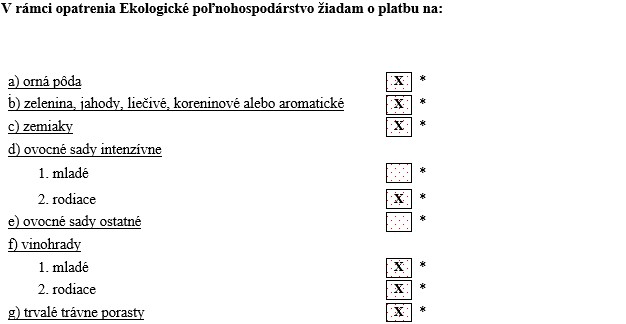 V rámci opatrenia Ekologické poľnohospodárstvo žiadam o platbu na:
a) orná pôda X *
b) zelenina, jahody, liečivé, koreninové alebo aromatické X *
c) zemiaky X *
d) ovocné sady intenzívne
1. mladé *
2. rodiace X *
e) ovocné sady ostatné *
f) vinohrady
1. mladé X *
2. rodiace X *
g) trvalé trávne porasty X *